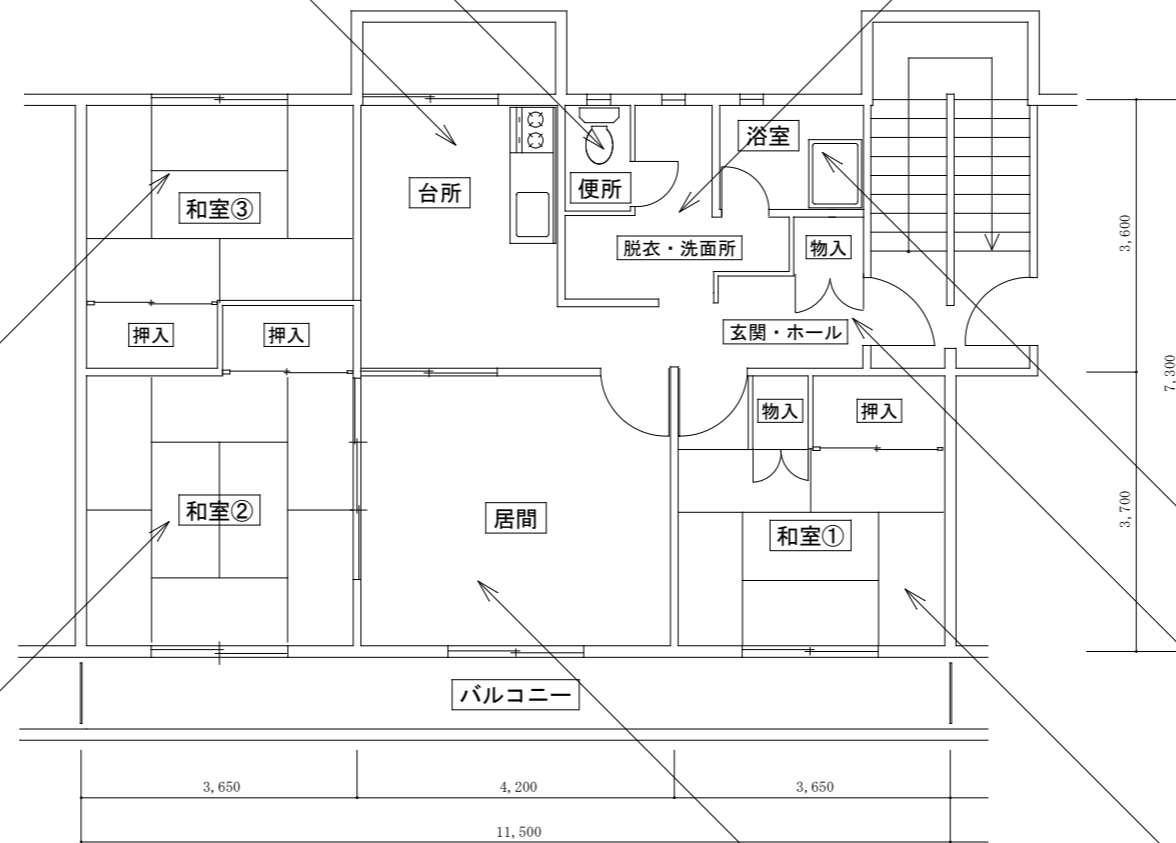 浴室
台所
便所
和室③
脱衣・洗面所
物入
3,600
押入
押入
玄関・ホール
7,300
物入
押入
和室②
居間
和室①
3,700
バルコニー
3,650
4,200
3,650
11,500